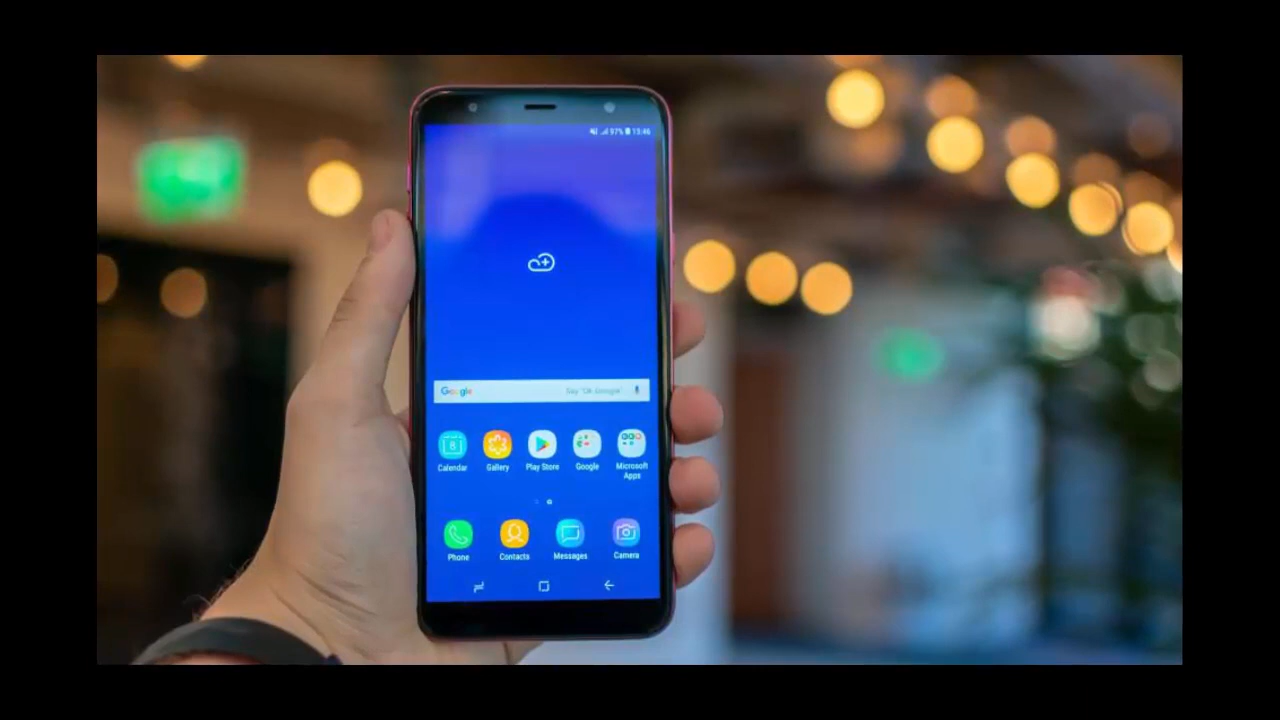 97% 13:46
Google Say "Ok Google"
8
Calendar Gallery Play Store Google Microsoft Apps
Phone Contacts Messages Camera